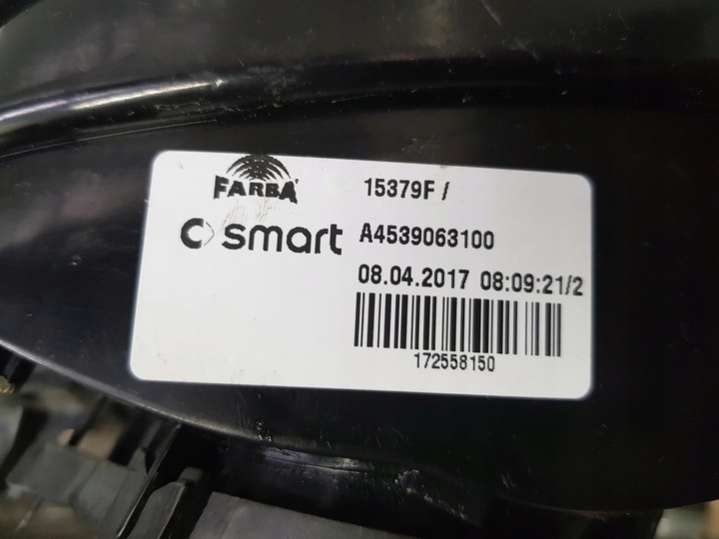 FARBA
15379F /
smart
A4539063100
08.04.2017 08:09:21/2
172558150